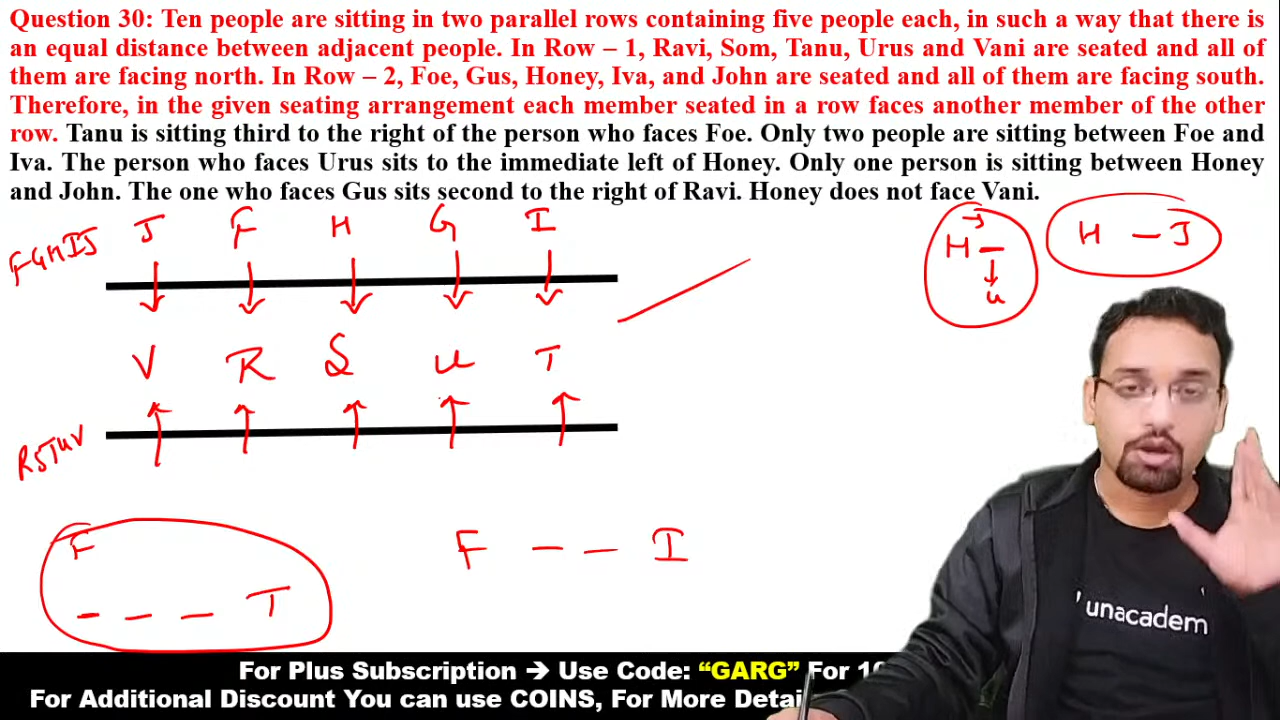 Question 30: Ten people are sitting in two parallel rows containing five people each, in such a way that there is
an equal distance between adjacent people. In Row – 1, Ravi, Som, Tanu, Urus and Vani are seated and all of
them are facing north. In Row – 2, Foe, Gus, Honey, Iva, and John are seated and all of them are facing south.
Therefore, in the given seating arrangement each member seated in a row faces another member of the other
row. Tanu is sitting third to the right of the person who faces Foe. Only two people are sitting between Foe and
Iva. The person who faces Urus sits to the immediate left of Honey. Only one person is sitting between Honey
and John. The one who faces Gus sits second to the right of Ravi. Honey does not face Vani.
FGHIJ
J F H G I
J
H –
u
H – J
V R S U T
RSTUV
F
– – – T
F – – I
unacadem
For Plus Subscription → Use Code: “GARG” For 10
For Additional Discount You can use COINS, For More Detai